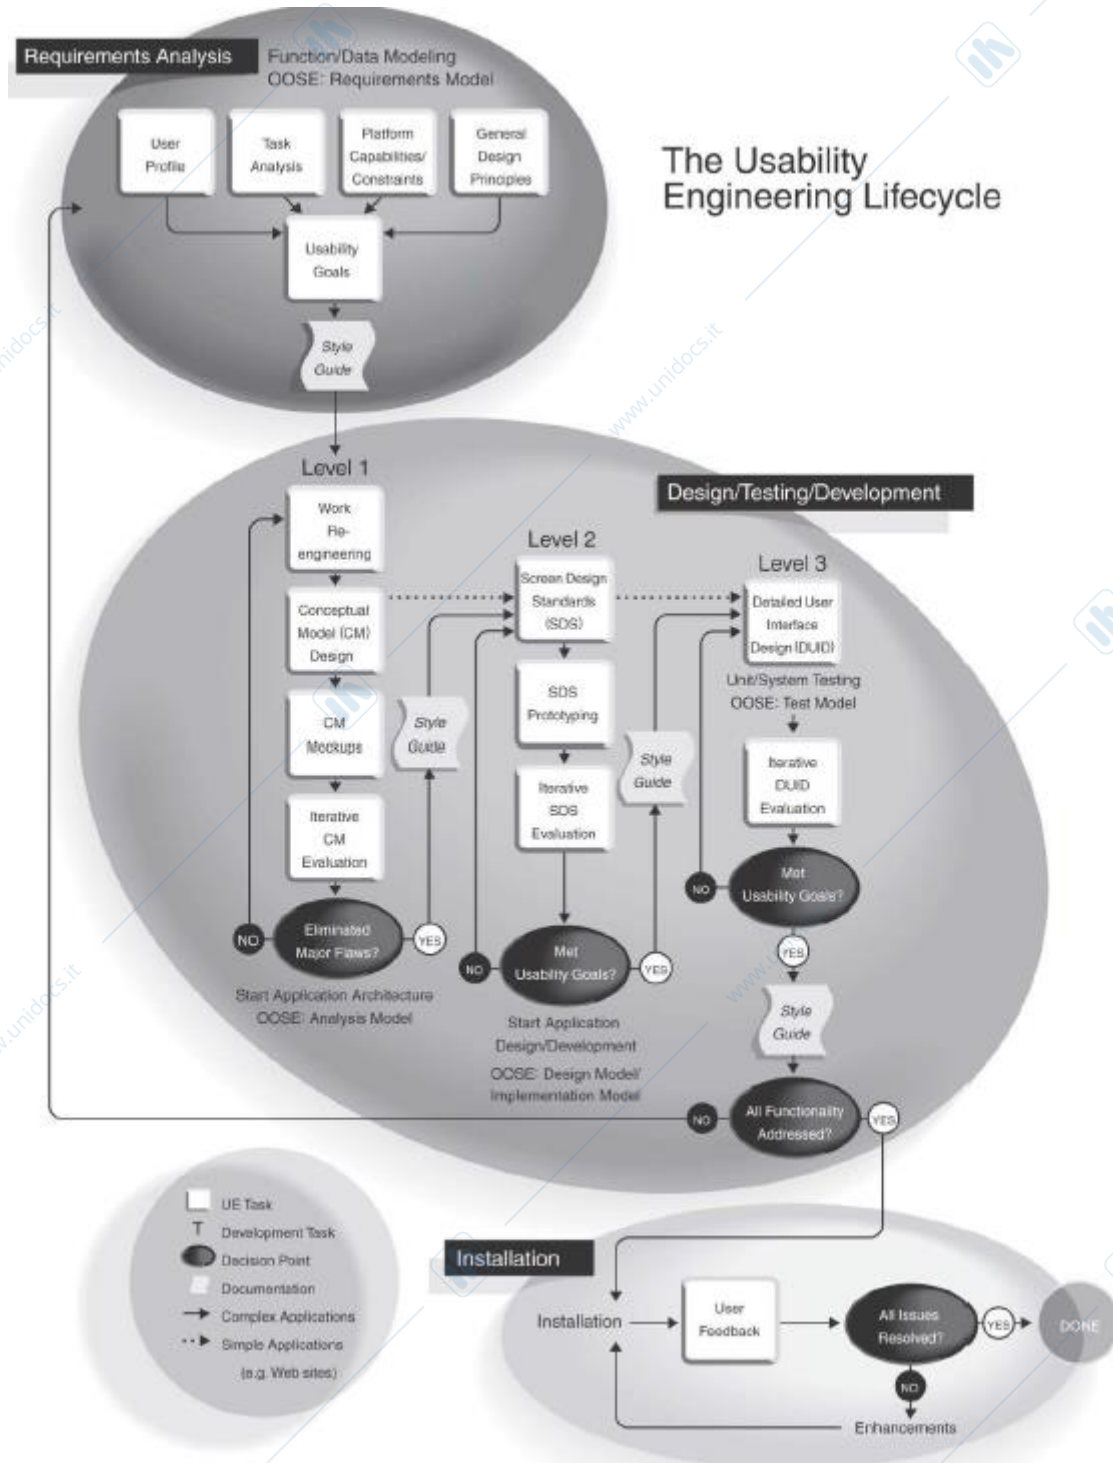 Requirements Analysis
Function/Data Modeling
OOSE: Requirements Model
User
Profile
Task
Analysis
Platform
Capabilities/
Constraints
General
Design
Principles
The Usability
Engineering Lifecycle
Usability
Goals
Style
Guide
Level 1
Work
Re-
engineering
Conceptual
Model (CM)
Design
CM
Mockups
Iterative
CM
Evaluation
NO
Eliminated
Major Flaws?
YES
Start Application Architecture
OOSE: Analysis Model
Style
Guide
Design/Testing/Development
Level 2
Screen Design
Standards
(SDS)
SDS
Prototyping
Iterative
SDS
Evaluation
NO
Met
Usability Goals?
YES
Start Application
Design/Development
OOSE: Design Model/
Implementation Model
Style
Guide
Level 3
Detailed User
Interface
Design (DUID)
Unit/System Testing
OOSE: Test Model
Iterative
DUID
Evaluation
NO
Met
Usability Goals?
YES
Style
Guide
NO
All Functionality
Addressed?
YES
UE Task
T Development Task
Decision Point
Documentation
Complex Applications
Simple Applications
(e.g. Web sites)
Installation
Installation
User
Feedback
All Issues
Resolved?
YES
DONE
NO
Enhancements
www.unidocs.it